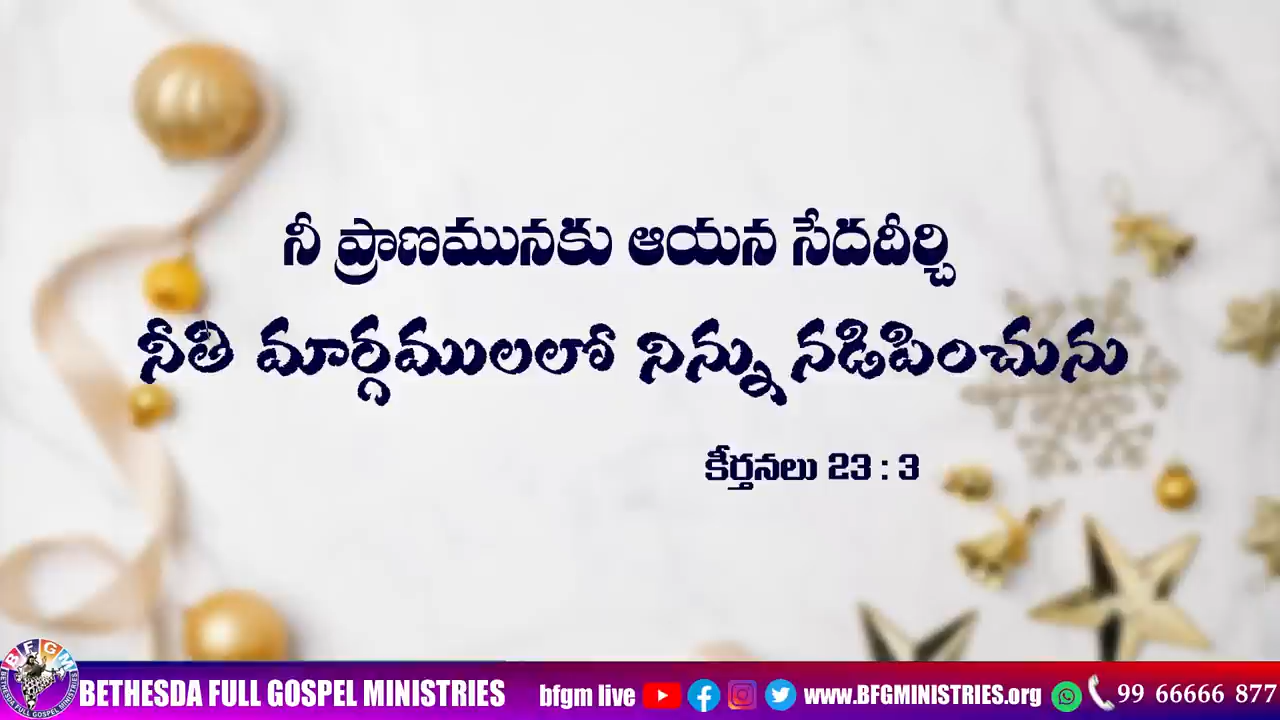 నీ ప్రాణమునకు ఆయన సేదదీర్చి
నీతి మార్గములలో నిన్ను నడిపించును
కీర్తనలు 23 : 3
BFGM
BETHESDA FULL GOSPEL MINISTRIES bfgm live www.BFGMINISTRIES.org 99 66666 877